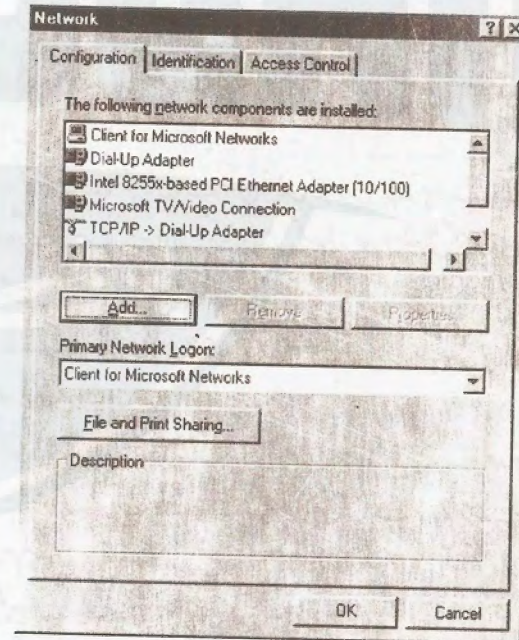 Network
Configuration Identification Access Control
The following network components are installed:
Client for Microsoft Networks
Dial-Up Adapter
Intel 8255x-based PCI Ethernet Adapter (10/100)
Microsoft TV/Video Connection
TCP/IP -> Dial-Up Adapter
Add... Remove Properties
Primary Network Logon:
Client for Microsoft Networks
File and Print Sharing...
Description
OK Cancel